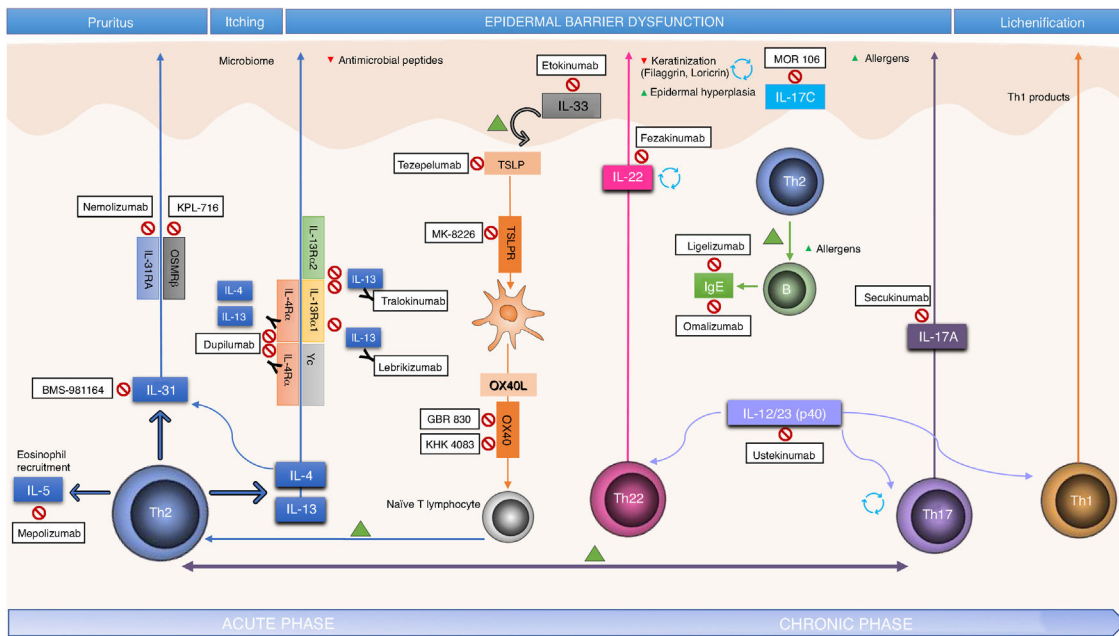 Pruritus
Itching
EPIDERMAL BARRIER DYSFUNCTION
Lichenification
Microbiome
Antimicrobial peptides
Etokinumab
IL-33
Keratinization
(Filaggrin, Loricrin)
Epidermal hyperplasia
MOR 106
IL-17C
Allergens
Th1 products
Tezepelumab
TSLP
Fezakinumab
IL-22
Th2
Nemolizumab
KPL-716
IL-31RA
OSMRβ
IL-13Rα2
MK-8226
TSLPR
Allergens
Ligelizumab
IgE
B
Omalizumab
IL-4
IL-13
IL-4Rα
IL-13Rα1
IL-13
Tralokinumab
Dupilumab
IL-4Rα
Yc
IL-13
Lebrikizumab
Secukinumab
IL-17A
BMS-981164
IL-31
OX40L
GBR 830
KHK 4083
OX40
IL-12/23 (p40)
Ustekinumab
Eosinophil
recruitment
IL-5
Mepolizumab
Th2
IL-4
IL-13
Naïve T lymphocyte
Th22
Th17
Th1
ACUTE PHASE
CHRONIC PHASE